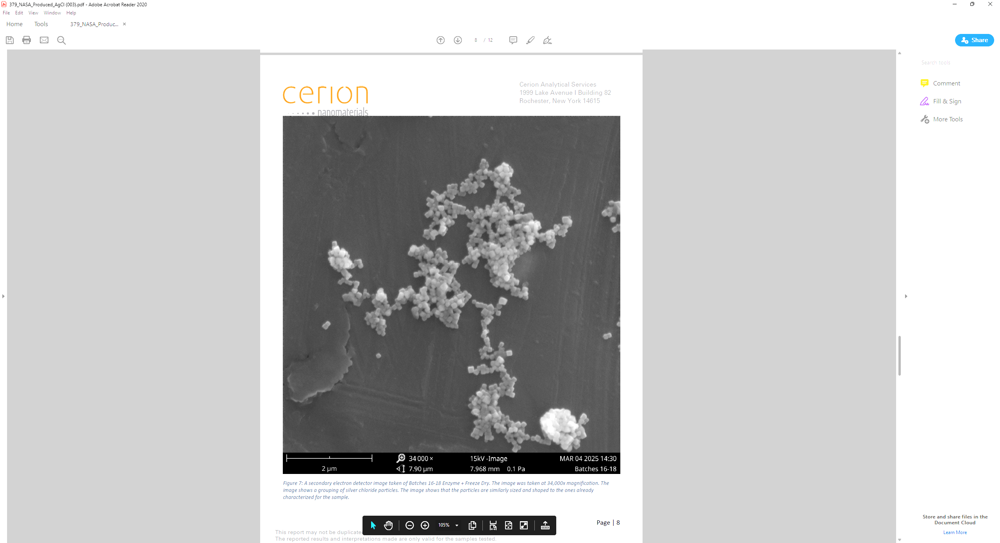 379_NASA_Produced_AgCl (003).pdf - Adobe Acrobat Reader 2020
File Edit View Window Help
Home Tools 379_NASA_Produc... ×
8 / 12
Share
Search tools
Comment
Fill & Sign
More Tools
cerion
nanomaterials
Cerion Analytical Services
1999 Lake Avenue I Building 82
Rochester, New York 14615
2 µm
34 000 ×
7.90 µm
15kV -Image
7.968 mm 0.1 Pa
MAR 04 2025 14:30
Batches 16-18
Figure 7: A secondary electron detector image taken of Batches 16-18 Enzyme + Freeze Dry. The image was taken at 34,000x magnification. The
image shows a grouping of silver chloride particles. The image shows that the particles are similarly sized and shaped to the ones already
characterized for the sample.
Page | 8
105%
This report may not be
The reported results and interpretations made are only valid for the samples tested.
Store and share files in the
Document Cloud
Learn More